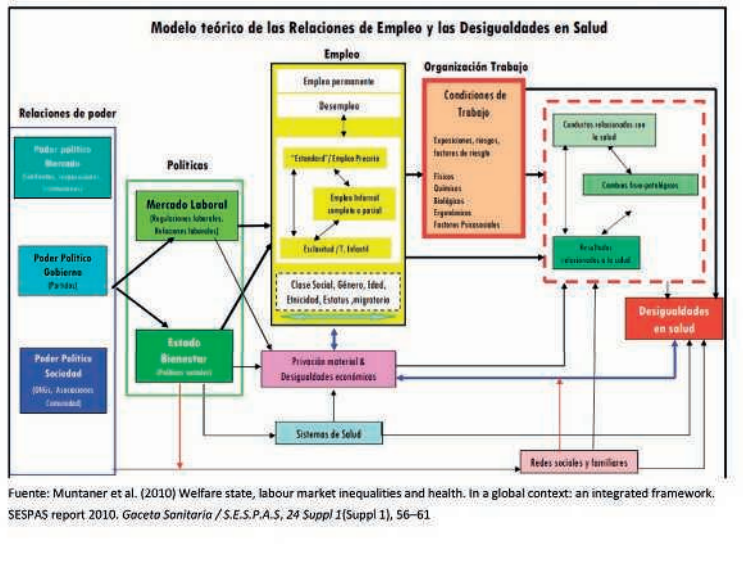 Modelo teórico de las Relaciones de Empleo y las Desigualdades en Salud
Relaciones de poder
Poder político
Mercado
Poder Político
Gobierno
(Partidos)
Poder Político
Sociedad
(ONGs, Asociaciones
Comunidad)
Políticas
Mercado Laboral
(Regulaciones laborales,
Relaciones laborales)
Estado
Bienestar
(Políticas sociales)
Empleo
Empleo permanente
Desempleo
"Estandard"/Empleo Precario
Empleo Informal
completo o parcial
Esclavitud /T. Infantil
Clase Social, Género, Edad,
Etnicidad, Estatus ,migratorio
Privación material &
Desigualdades económicas
Sistemas de Salud
Organización Trabajo
Condiciones de
Trabajo
Exposiciones, riesgos,
factores de riesgo
Físicos
Químicos
Biológicos
Ergonómicos
Factores Psicosociales
Conductas relacionadas con
la salud
Cambios fisio-patológicos
Resultados
relacionados a la salud
Desigualdades
en salud
Redes sociales y familiares
Fuente: Muntaner et al. (2010) Welfare state, labour market inequalities and health. In a global context: an integrated framework.
SESPAS report 2010. Gaceta Sanitaria / S.E.S.P.A.S, 24 Suppl 1(Suppl 1), 56–61